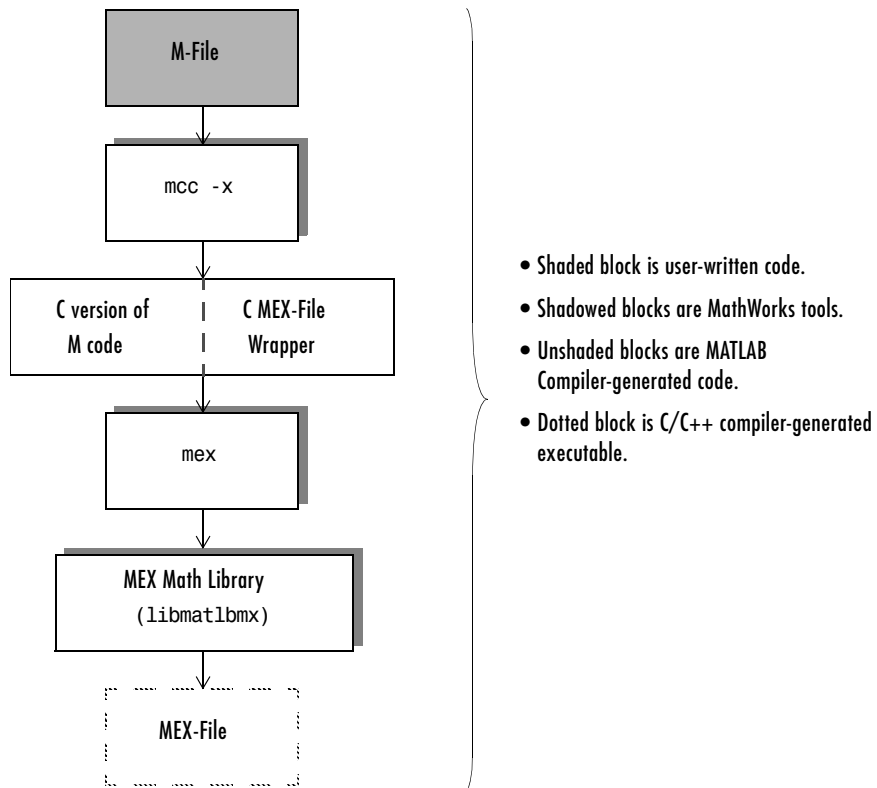 M-File
mcc -x
C version of
M code
C MEX-File
Wrapper
mex
MEX Math Library
(libmatlbmx)
MEX-File
• Shaded block is user-written code.
• Shadowed blocks are MathWorks tools.
• Unshaded blocks are MATLAB
Compiler-generated code.
• Dotted block is C/C++ compiler-generated
executable.